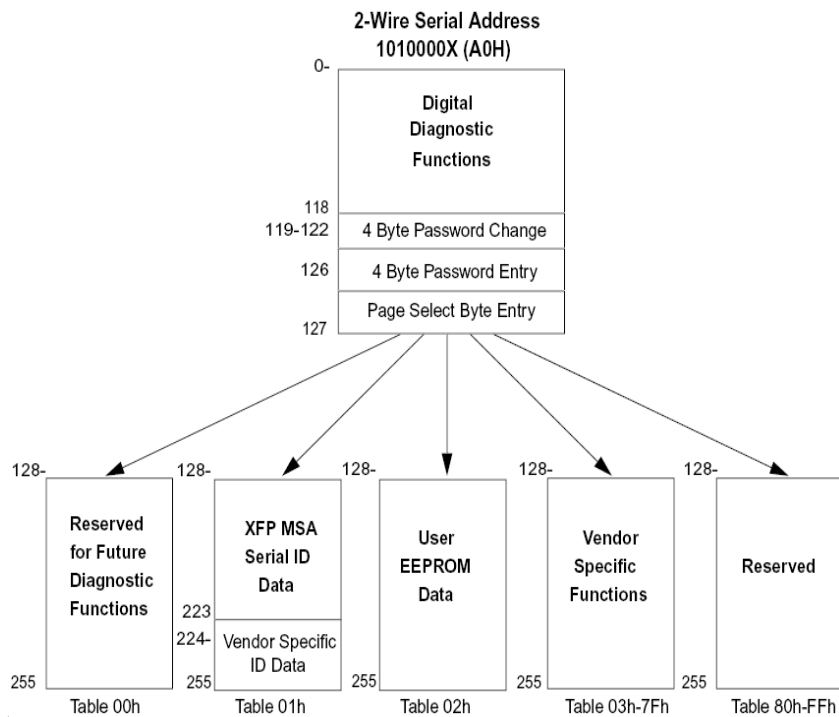 2-Wire Serial Address
1010000X (A0H)
0-
Digital
Diagnostic
Functions
118
119-122
4 Byte Password Change
126
4 Byte Password Entry
Page Select Byte Entry
127
128-
Reserved
for Future
Diagnostic
Functions
255
Table 00h
128-
XFP MSA
Serial ID
Data
223
224-
Vendor Specific
ID Data
255
Table 01h
128-
User
EEPROM
Data
255
Table 02h
128-
Vendor
Specific
Functions
255
Table 03h-7Fh
128-
Reserved
255
Table 80h-FFh